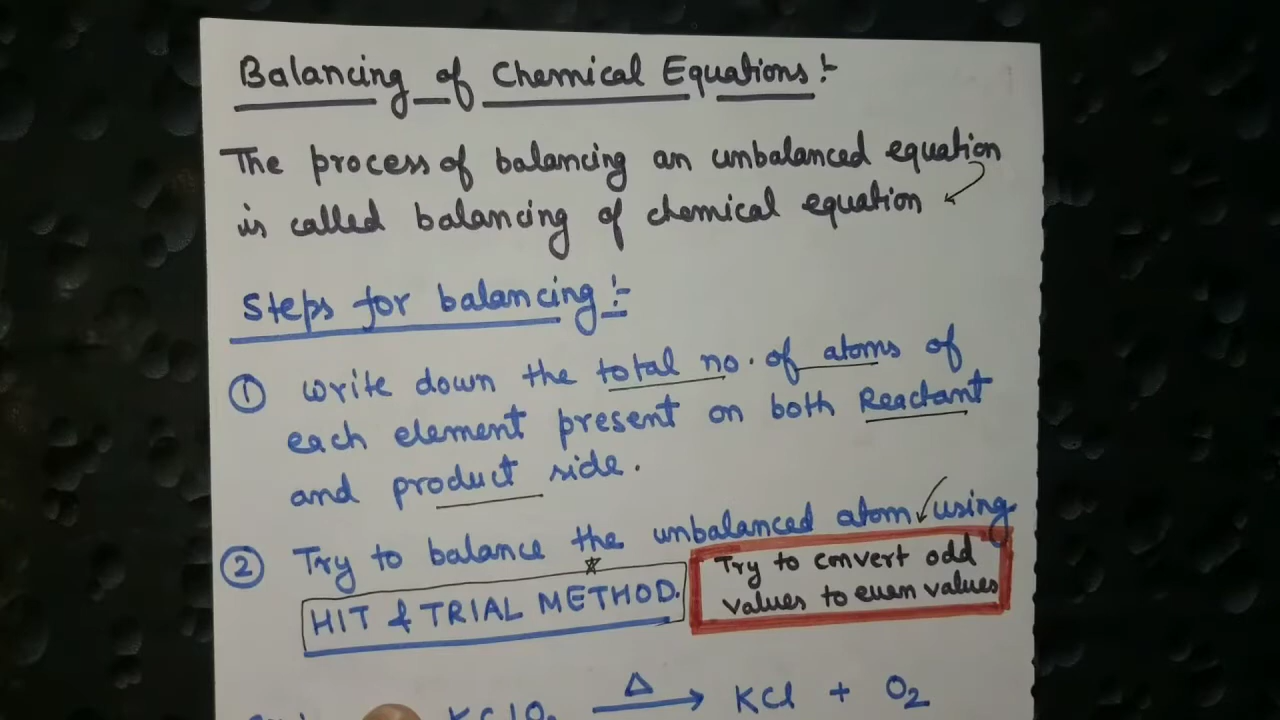 Balancing of Chemical Equations:-
The process of balancing an unbalanced equation
is called balancing of chemical equation
Steps for balancing:-
① Write down the total no. of atoms of
each element present on both Reactant
and product side.
② Try to balance the unbalanced atom using
HIT & TRIAL METHOD.
Try to convert odd
values to even values
Δ
→ KCl + O₂